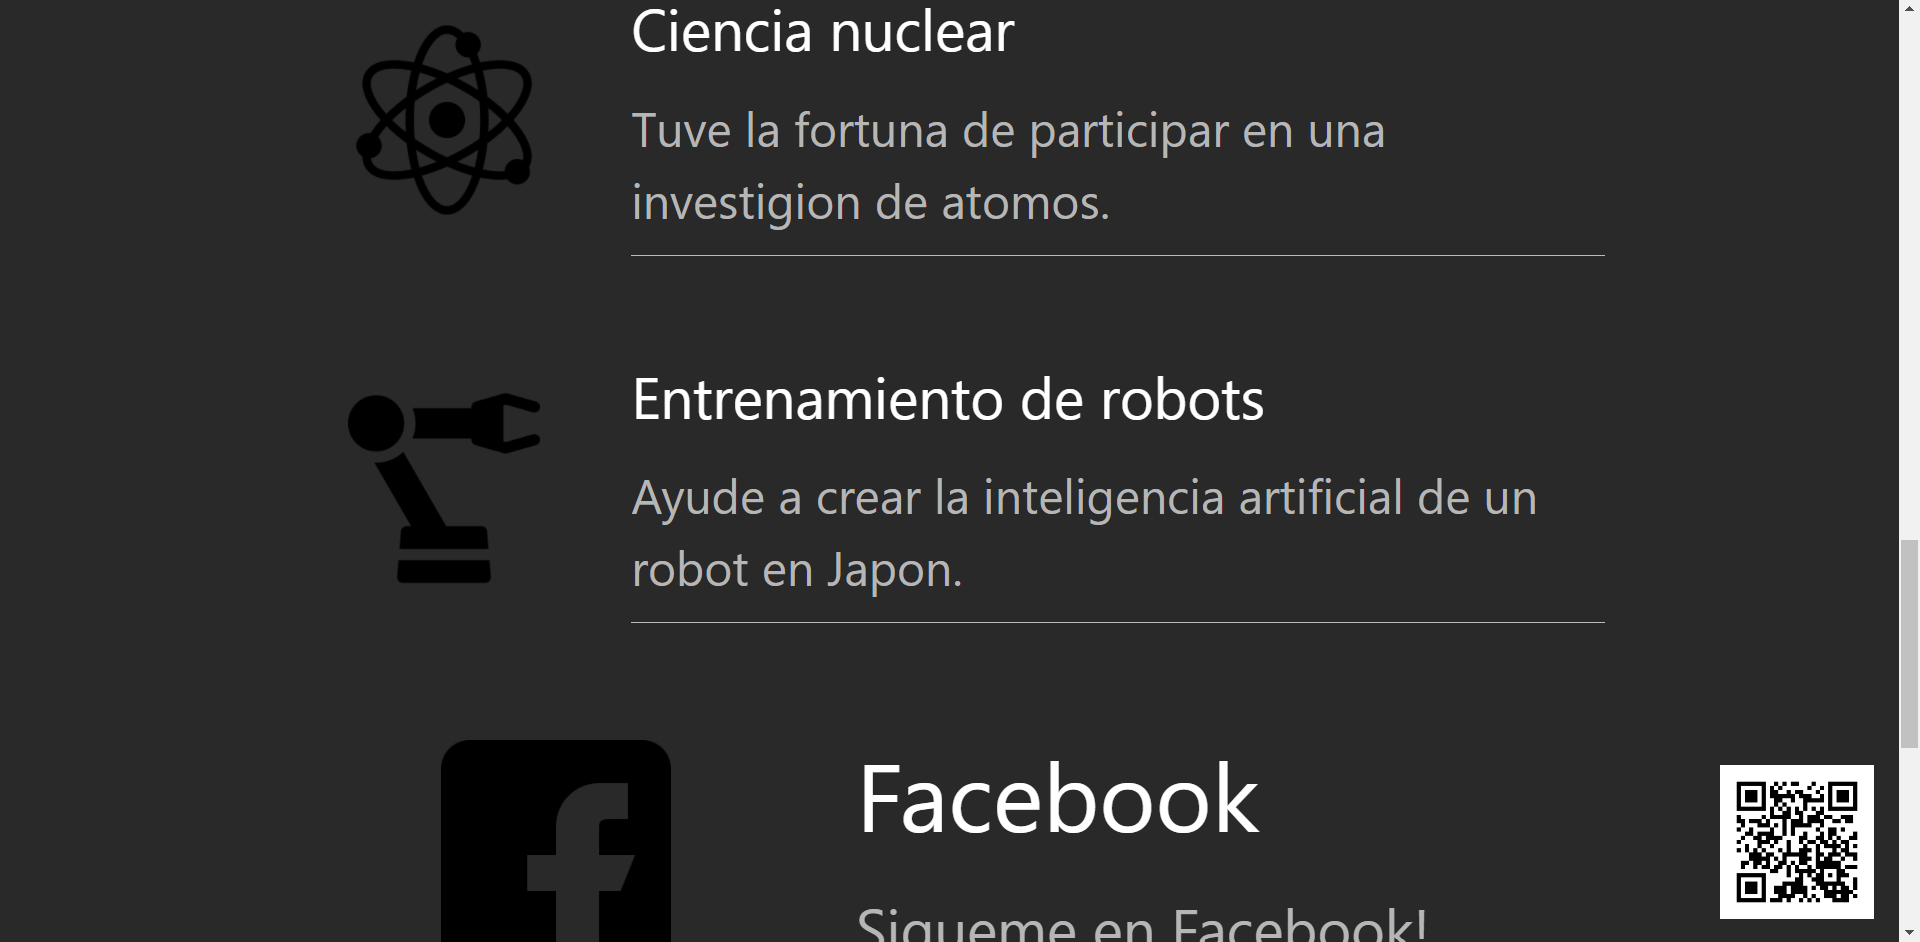 Ciencia nuclear
Tuve la fortuna de participar en una
investigion de atomos.
Entrenamiento de robots
Ayude a crear la inteligencia artificial de un
robot en Japon.
Facebook
Sigueme en Facebook!